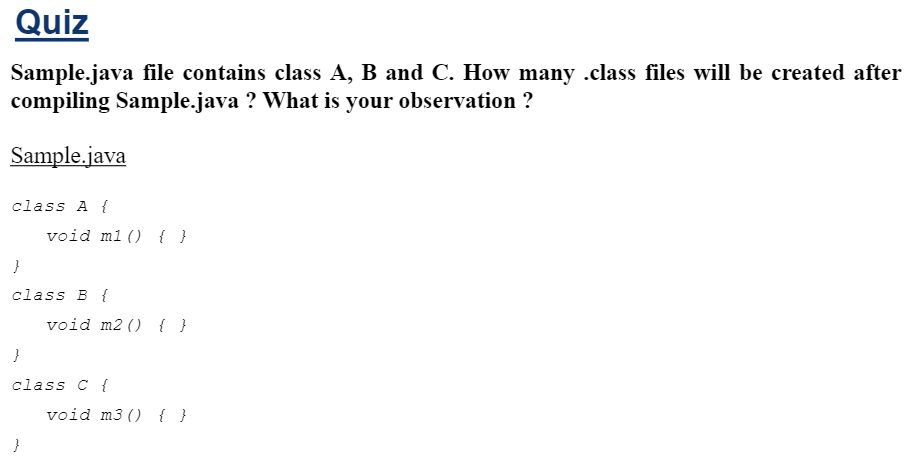 Quiz
Sample.java file contains class A, B and C. How many .class files will be created after
compiling Sample.java ? What is your observation ?
Sample.java
class A {
void m1() { }
}
class B {
void m2() { }
}
class C {
void m3() { }
}